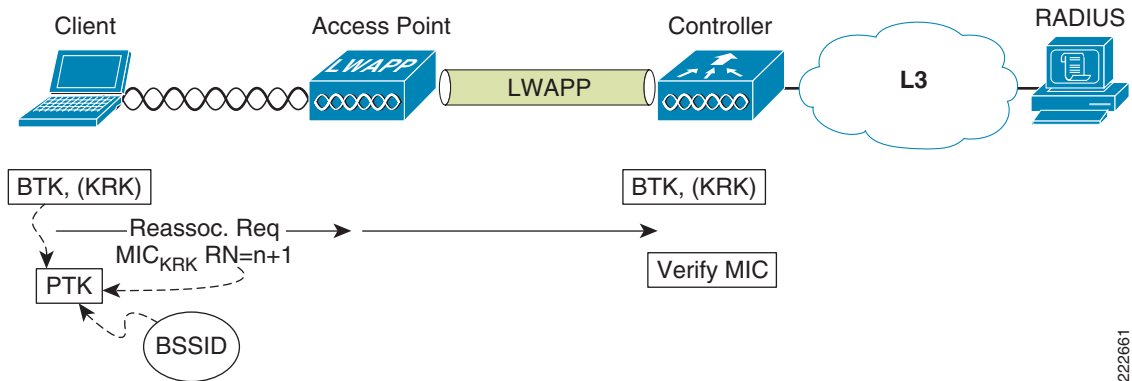 Client
Access Point
Controller
RADIUS
LWAPP
LWAPP
L3
BTK, (KRK)
BTK, (KRK)
Reassoc. Req
MICKRK RN=n+1
Verify MIC
PTK
BSSID
222661